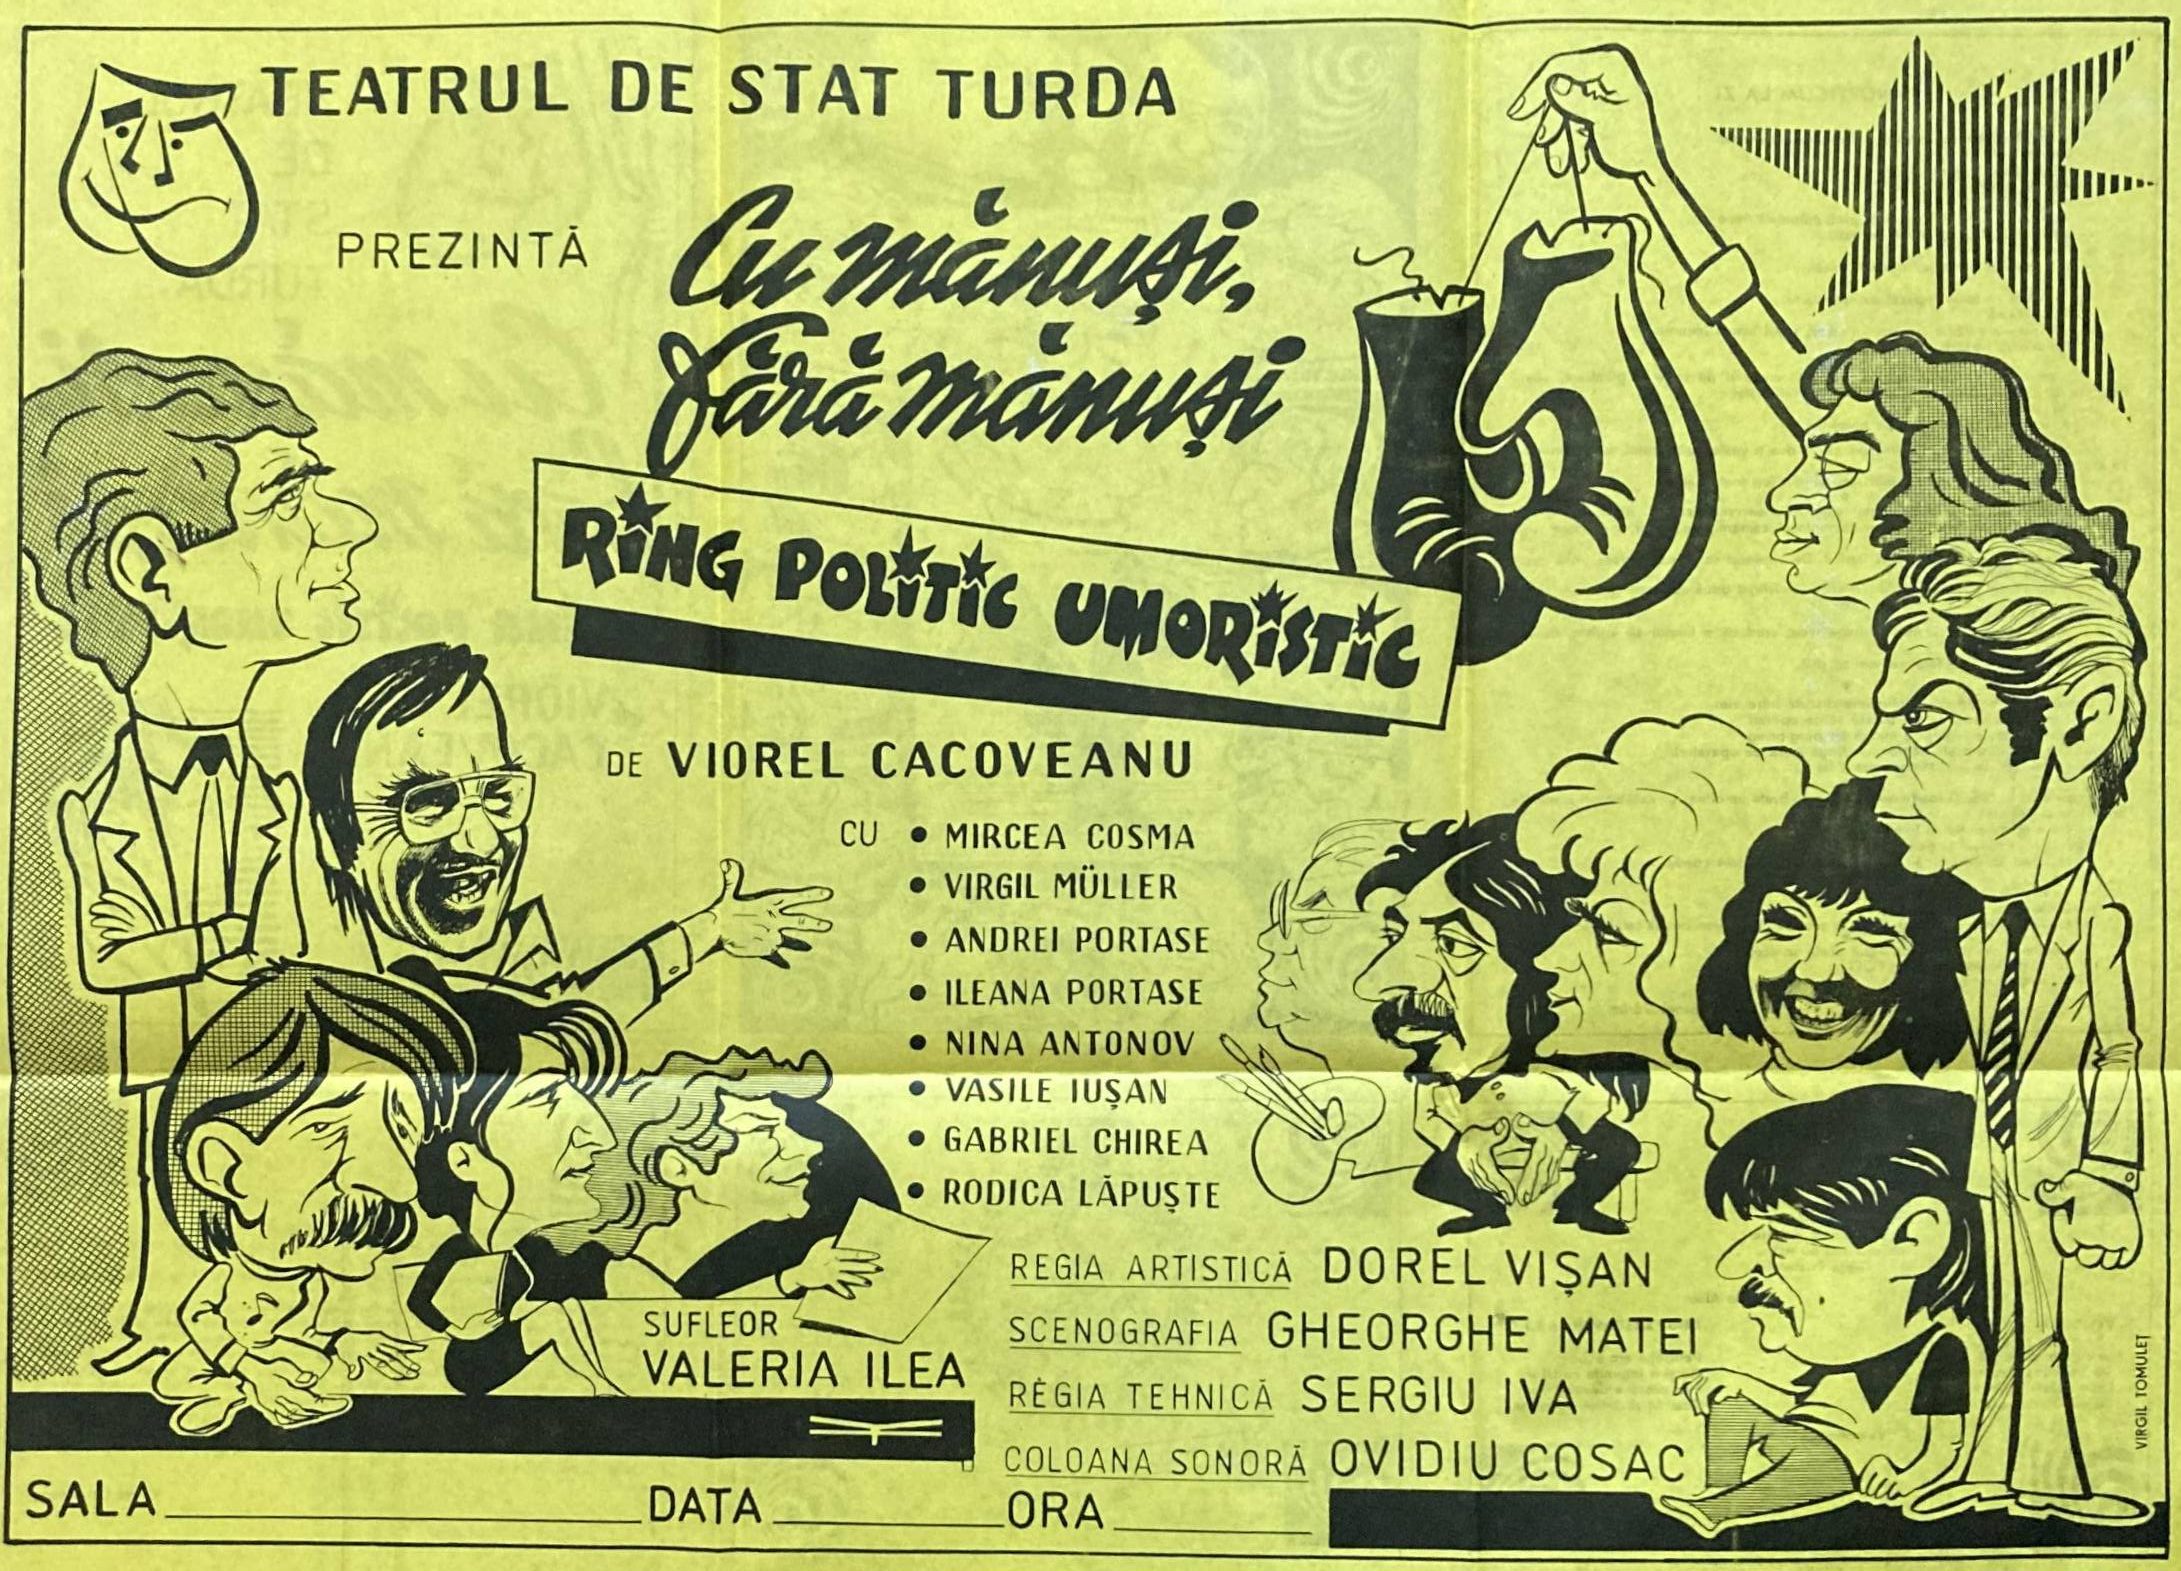 TEATRUL DE STAT TURDA
PREZINTĂ
Cu mănuși,
fără mănuși
RING POLITIC UMORISTIC
DE VIOREL CACOVEANU
CU • MIRCEA COSMA
• VIRGIL MÜLLER
• ANDREI PORTASE
• ILEANA PORTASE
• NINA ANTONOV
• VASILE IUȘAN
• GABRIEL CHIREA
• RODICA LĂPUȘTE
SUFLEOR
VALERIA ILEA
REGIA ARTISTICĂ DOREL VIȘAN
SCENOGRAFIA GHEORGHE MATEI
REGIA TEHNICĂ SERGIU IVA
COLOANA SONORĂ OVIDIU COSAC
SALA DATA ORA
VIRGIL TOMULEȚ